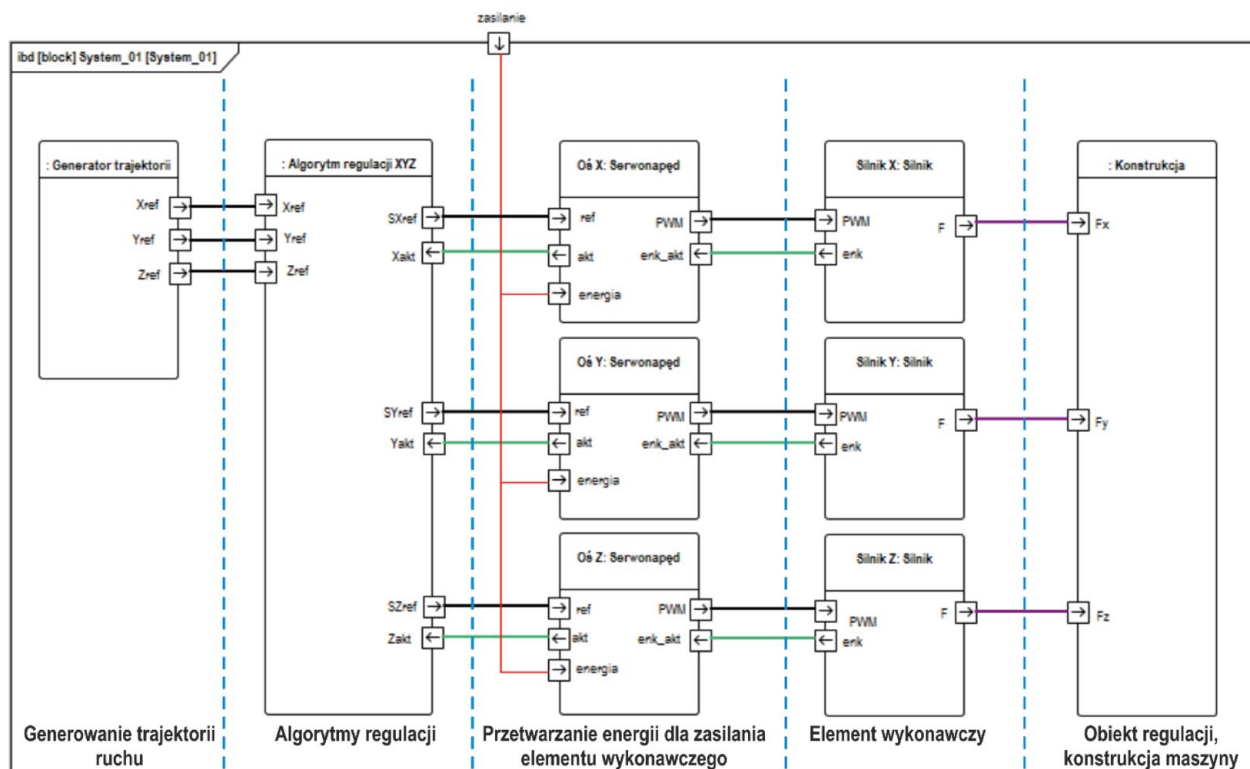 zasilanie
ibd [block] System_01 [System_01]
: Generator trajektorii
Xref
Yref
Zref
: Algorytm regulacji XYZ
Xref
Yref
Zref
SXref
Xakt
SYref
Yakt
SZref
Zakt
Oś X: Serwonapęd
ref
akt
energia
PWM
enk_akt
Silnik X: Silnik
PWM
enk
F
Oś Y: Serwonapęd
ref
akt
energia
PWM
enk_akt
Silnik Y: Silnik
PWM
enk
F
Oś Z: Serwonapęd
ref
akt
energia
PWM
enk_akt
Silnik Z: Silnik
PWM
enk
F
: Konstrukcja
Fx
Fy
Fz
Generowanie trajektorii
ruchu
Algorytmy regulacji
Przetwarzanie energii dla zasilania
elementu wykonawczego
Element wykonawczy
Obiekt regulacji,
konstrukcja maszyny